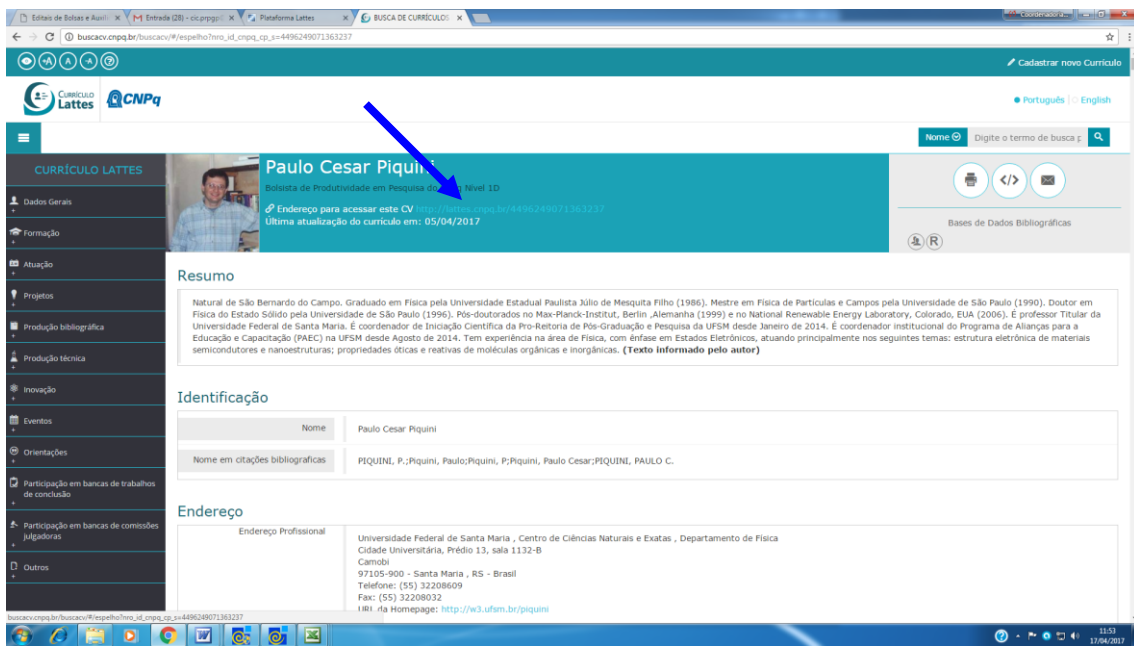 Editais de Bolsas e Auxíli
Entrada (28) - cic.prpgp
Plataforma Lattes
BUSCA DE CURRÍCULOS
Coordenadoria
buscacv.cnpq.br/buscacv/#/espelho?nro_id_cnpq_cp_s=4496249071363237
Cadastrar novo Currículo
Currículo Lattes
CNPq
Português
English
Nome
Digite o termo de busca p
CURRÍCULO LATTES
Dados Gerais
Formação
Atuação
Projetos
Produção bibliográfica
Produção técnica
Inovação
Eventos
Orientações
Participação em bancas de trabalhos
de conclusão
Participação em bancas de comissões
julgadoras
Outros
Paulo Cesar Piquini
Bolsista de Produtividade em Pesquisa do Nível 1D
Endereço para acessar este CV http://lattes.cnpq.br/4496249071363237
Última atualização do currículo em: 05/04/2017
Bases de Dados Bibliográficas
R
Resumo
Natural de São Bernardo do Campo. Graduado em Física pela Universidade Estadual Paulista Júlio de Mesquita Filho (1986). Mestre em Física de Partículas e Campos pela Universidade de São Paulo (1990). Doutor em
Física do Estado Sólido pela Universidade de São Paulo (1996). Pós-doutorados no Max-Planck-Institut, Berlin ,Alemanha (1999) e no National Renewable Energy Laboratory, Colorado, EUA (2006). É professor Titular da
Universidade Federal de Santa Maria. É coordenador de Iniciação Científica da Pro-Reitoria de Pós-Graduação e Pesquisa da UFSM desde Janeiro de 2014. É coordenador institucional do Programa de Alianças para a
Educação e Capacitação (PAEC) na UFSM desde Agosto de 2014. Tem experiência na área de Física, com ênfase em Estados Eletrônicos, atuando principalmente nos seguintes temas: estrutura eletrônica de materiais
semicondutores e nanoestruturas; propriedades óticas e reativas de moléculas orgânicas e inorgânicas. (Texto informado pelo autor)
Identificação
Nome
Paulo Cesar Piquini
Nome em citações bibliograficas
PIQUINI, P.;Piquini, Paulo;Piquini, P;Piquini, Paulo Cesar;PIQUINI, PAULO C.
Endereço
Endereço Profissional
Universidade Federal de Santa Maria , Centro de Ciências Naturais e Exatas , Departamento de Física
Cidade Universitária, Prédio 13, sala 1132-B
Camobi
97105-900 - Santa Maria , RS - Brasil
Telefone: (55) 32208609
Fax: (55) 32208032
URL da Homepage: http://w3.ufsm.br/piquini
buscacv.cnpq.br/buscacv/#/espelho?nro_id_cnpq_cp_s=4496249071363237
11:53
17/04/2017